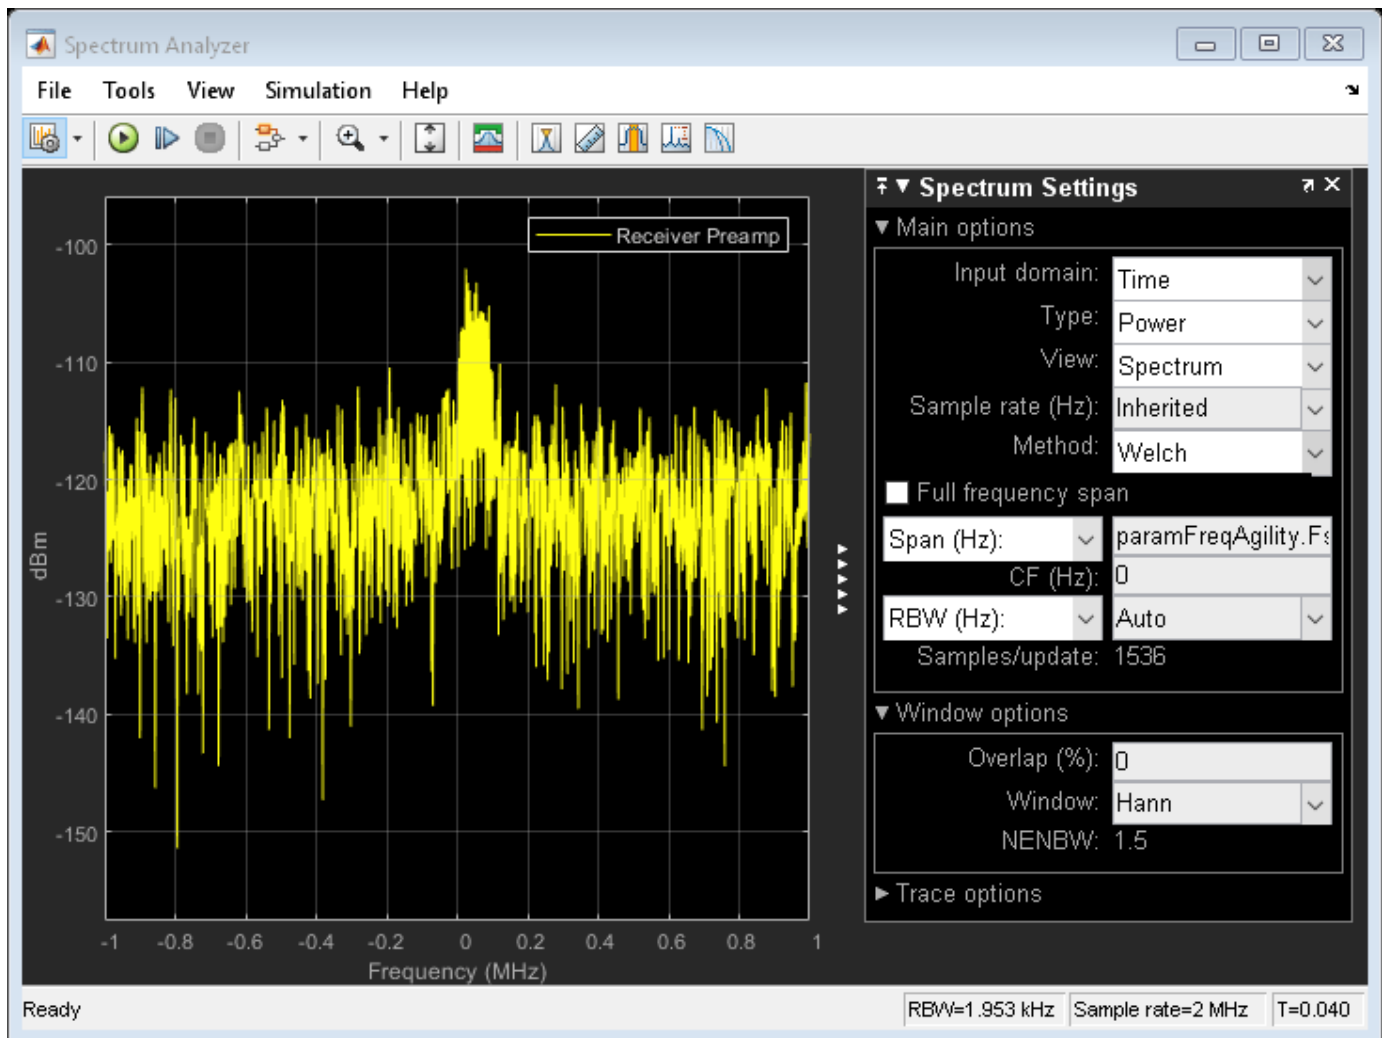 Spectrum Analyzer
File Tools View Simulation Help
Receiver Preamp
-100
-110
-120
-130
-140
-150
dBm
-1 -0.8 -0.6 -0.4 -0.2 0 0.2 0.4 0.6 0.8 1
Frequency (MHz)
Spectrum Settings
Main options
Input domain: Time
Type: Power
View: Spectrum
Sample rate (Hz): Inherited
Method: Welch
Full frequency span
Span (Hz): paramFreqAgility.Fs
CF (Hz): 0
RBW (Hz): Auto
Samples/update: 1536
Window options
Overlap (%): 0
Window: Hann
NENBW: 1.5
Trace options
Ready RBW=1.953 kHz Sample rate=2 MHz T=0.040